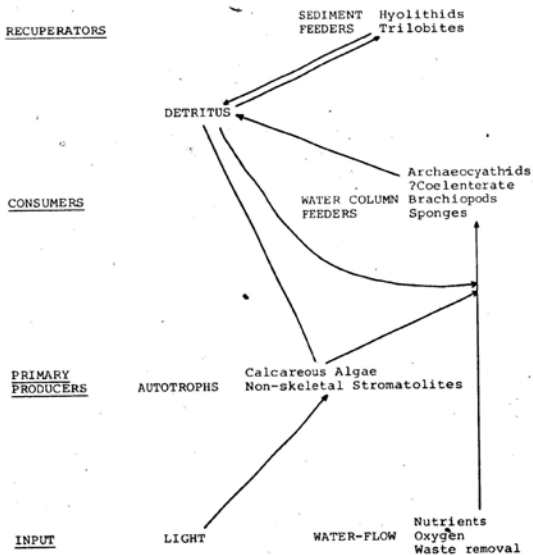 RECUPERATORS
SEDIMENT Hyolithids
FEEDERS Trilobites
DETRITUS
Archaeocyathids
?Coelenterate
CONSUMERS WATER COLUMN Brachiopods
FEEDERS Sponges
Calcareous Algae
PRIMARY
PRODUCERS AUTOTROPHS Non-skeletal Stromatolites
Nutrients
INPUT LIGHT WATER-FLOW Oxygen
Waste removal